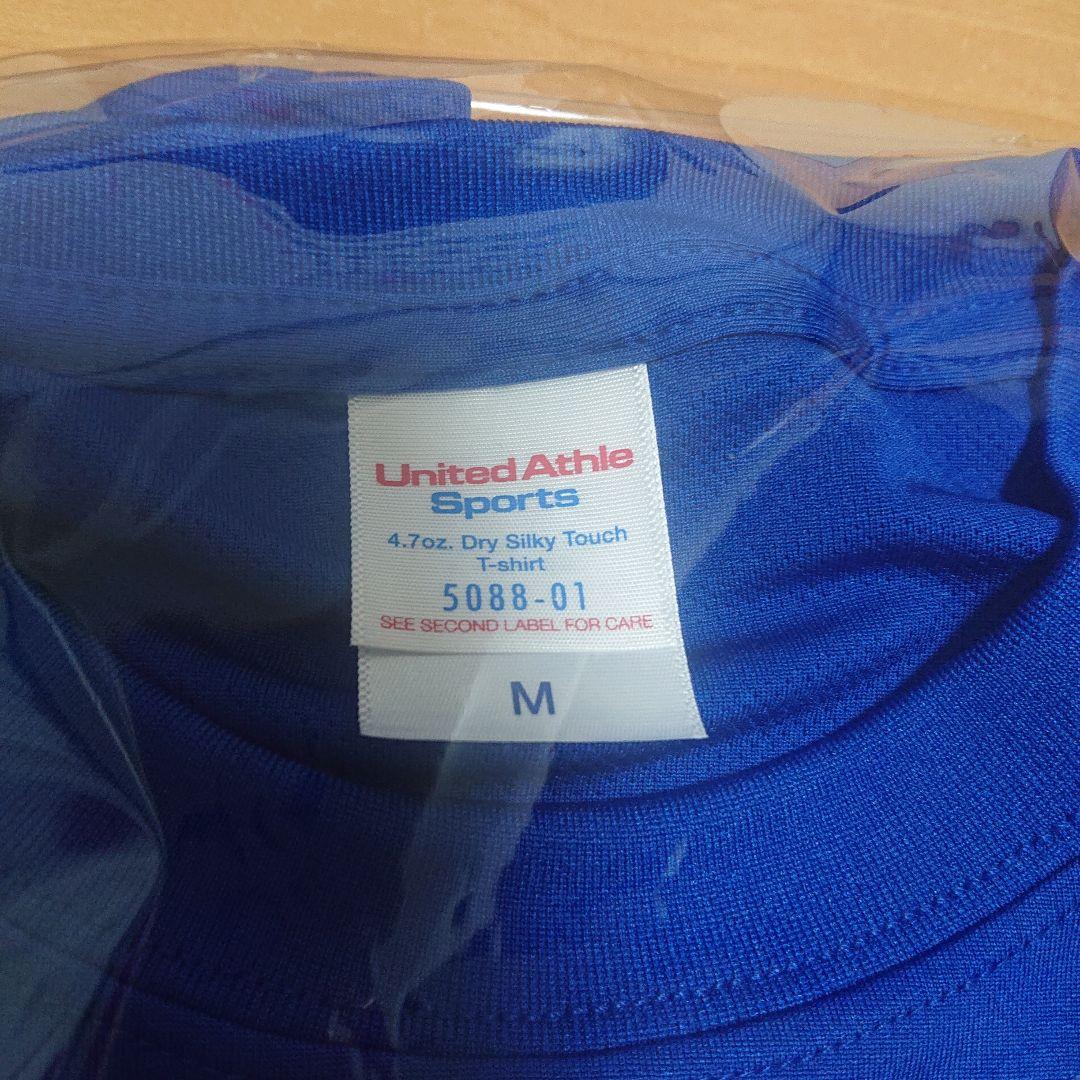 United Athle
Sports
4.7oz. Dry Silky Touch
T-shirt
5088-01
SEE SECOND LABEL FOR CARE
M